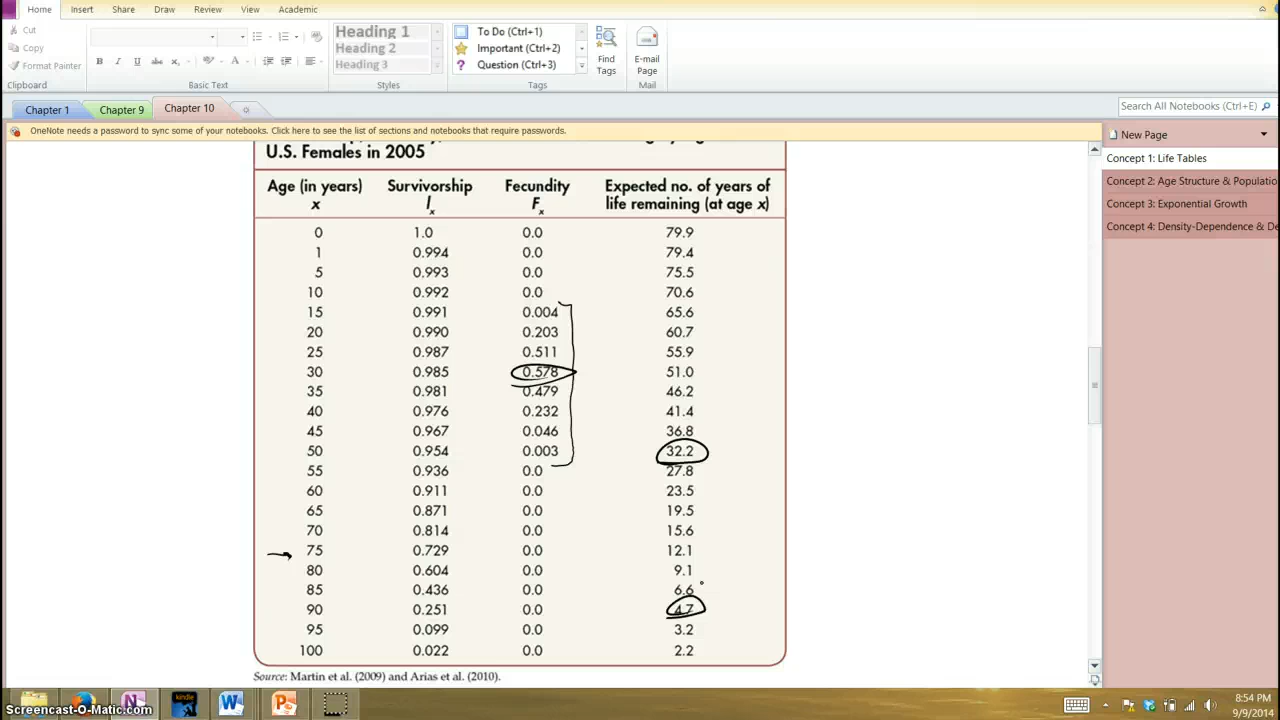 Home Insert Share Draw Review View Academic
Cut
Copy
Format Painter
Clipboard
B I U abc X A
Basic Text
Heading 1
Heading 2
Heading 3
Styles
To Do (Ctrl+1)
Important (Ctrl+2)
? Question (Ctrl+3)
Tags
Find
Tags
E-mail
Page
Mail
Chapter 1 Chapter 9 Chapter 10
Search All Notebooks (Ctrl+E)
OneNote needs a password to sync some of your notebooks. Click here to see the list of sections and notebooks that require passwords.
New Page
Concept 1: Life Tables
Concept 2: Age Structure & Populatio
Concept 3: Exponential Growth
Concept 4: Density-Dependence & De
U.S. Females in 2005
Age (in years) Survivorship Fecundity Expected no. of years of
x lx Fx life remaining (at age x)
0 1.0 0.0 79.9
1 0.994 0.0 79.4
5 0.993 0.0 75.5
10 0.992 0.0 70.6
15 0.991 0.004 65.6
20 0.990 0.203 60.7
25 0.987 0.511 55.9
30 0.985 0.578 51.0
35 0.981 0.479 46.2
40 0.976 0.232 41.4
45 0.967 0.046 36.8
50 0.954 0.003 32.2
55 0.936 0.0 27.8
60 0.911 0.0 23.5
65 0.871 0.0 19.5
70 0.814 0.0 15.6
75 0.729 0.0 12.1
80 0.604 0.0 9.1
85 0.436 0.0 6.6
90 0.251 0.0 4.7
95 0.099 0.0 3.2
100 0.022 0.0 2.2
Source: Martin et al. (2009) and Arias et al. (2010).
kindle
Screencast-O-Matic.com
8:54 PM
9/9/2014